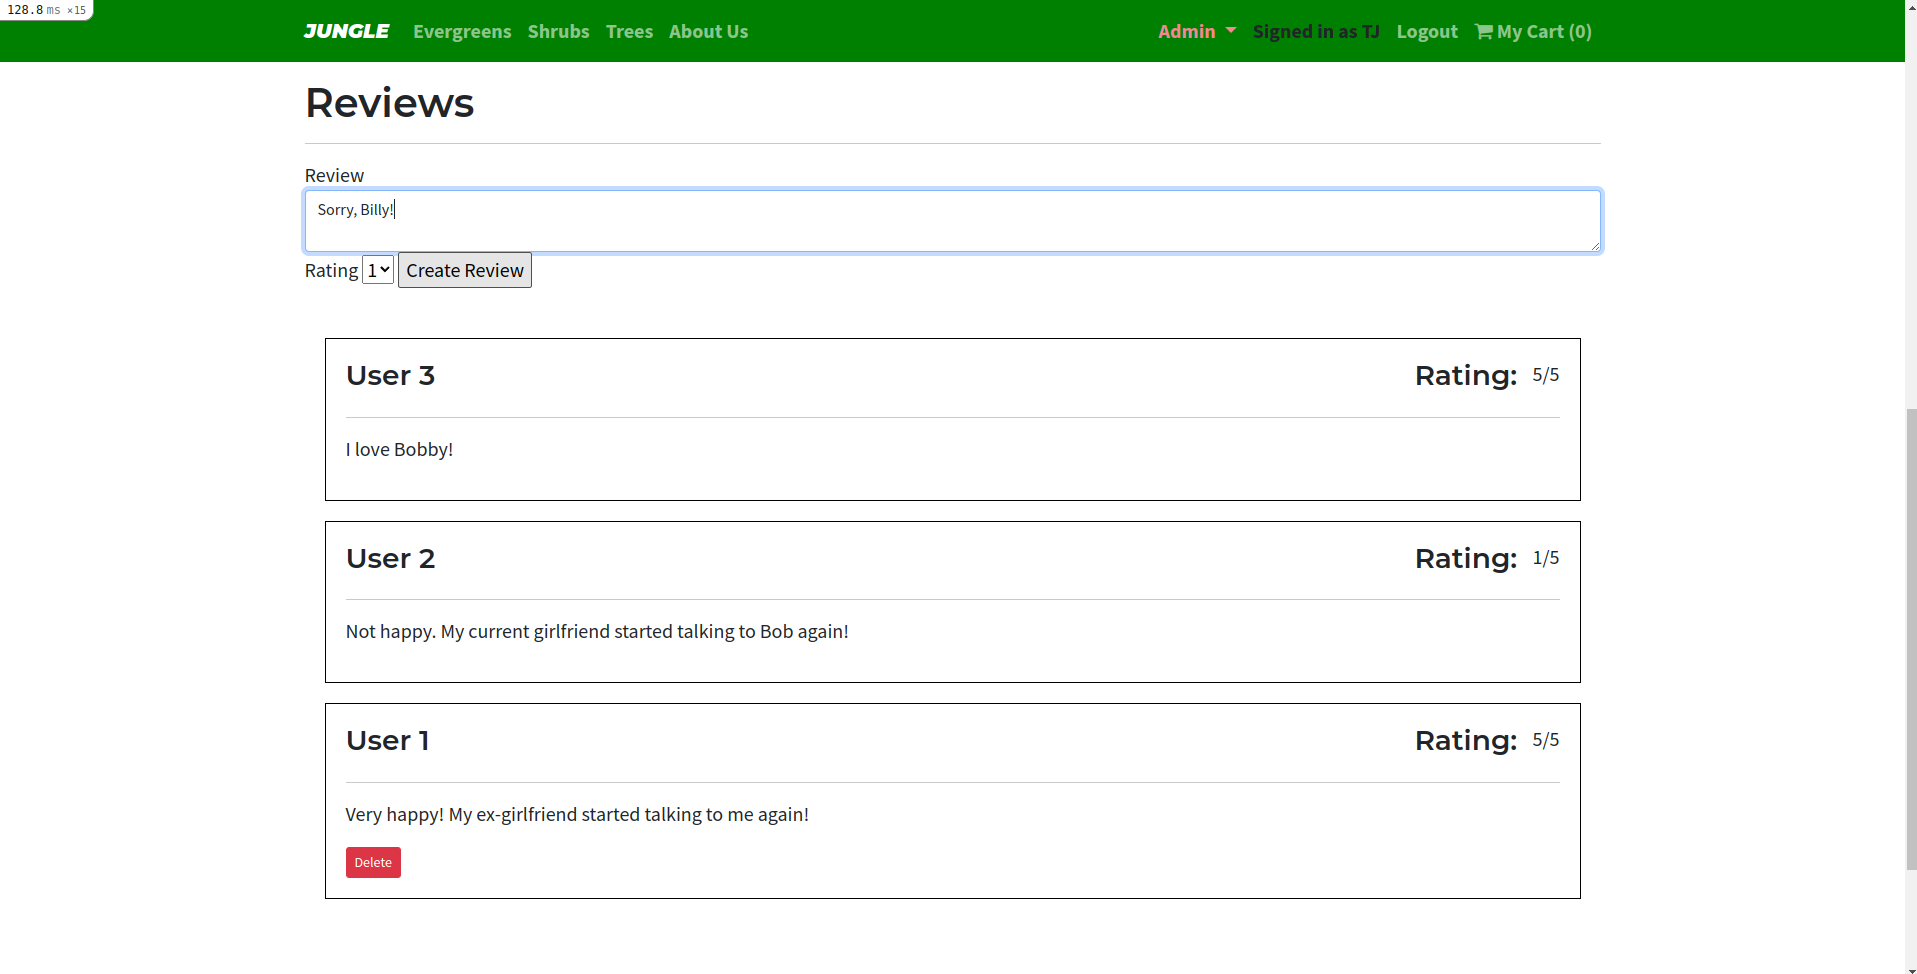 128.8 ms ×15
JUNGLE Evergreens Shrubs Trees About Us Admin Signed in as TJ Logout My Cart (0)
Reviews
Review
Sorry, Billy!
Rating 1 Create Review
User 3 Rating: 5/5
I love Bobby!
User 2 Rating: 1/5
Not happy. My current girlfriend started talking to Bob again!
User 1 Rating: 5/5
Very happy! My ex-girlfriend started talking to me again!
Delete